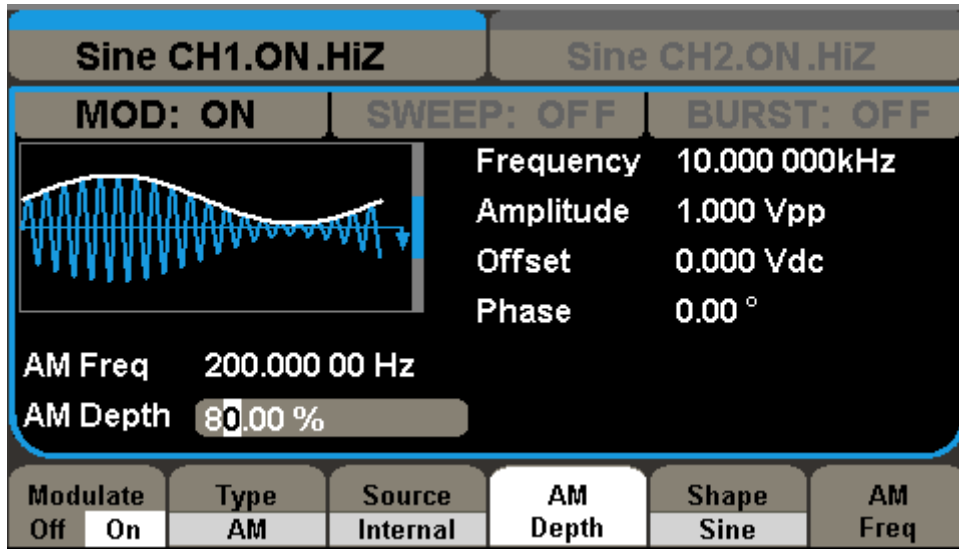 Sine CH1.ON.HiZ Sine CH2.ON.HiZ
MOD: ON SWEEP: OFF BURST: OFF
Frequency 10.000 000kHz
Amplitude 1.000 Vpp
Offset 0.000 Vdc
Phase 0.00 °
AM Freq 200.000 00 Hz
AM Depth 80.00 %
Modulate Type Source AM Shape AM
Off On AM Internal Depth Sine Freq